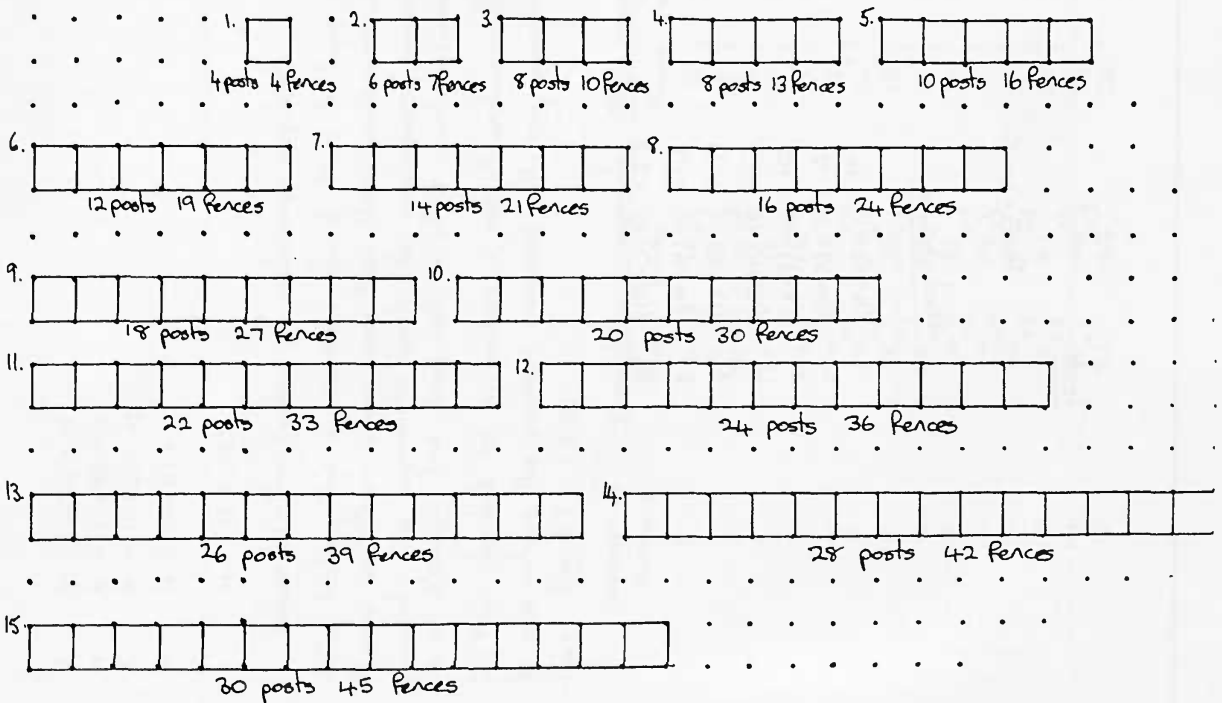 1. 2. 3. 4. 5.
4 posts 4 fences 6 posts 7 fences 8 posts 10 fences 8 posts 13 fences 10 posts 16 fences
6. 7. 8.
12 posts 19 fences 14 posts 21 fences 16 posts 24 fences
9. 10.
18 posts 27 fences 20 posts 30 fences
11. 12.
22 posts 33 fences 24 posts 36 fences
13. 14.
26 posts 39 fences 28 posts 42 fences
15.
30 posts 45 fences